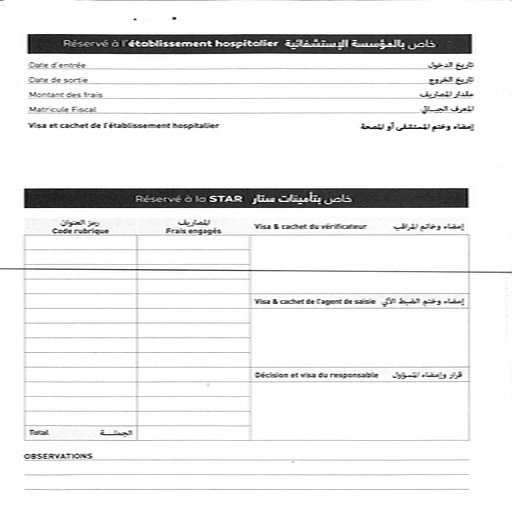 Réservé à l'établissement hospitalier خاص بالمؤسسة الإستشفائية
Date d'entrée تاريخ الدخول
Date de sortie تاريخ الخروج
Montant des frais مقدار المصاريف
Matricule Fiscal المعرف الجبائي
Visa et cachet de l'établissement hospitalier إمضاء وختم المستشفى أو المصحة
Réservé à la STAR خاص بتأمينات ستار
رمز العنوان المصاريف
Code rubrique Frais engagés
Visa & cachet du vérificateur إمضاء وخاتم المراقب
Visa & cachet de l'agent de saisie إمضاء وختم الضبط الآلي
Décision et visa du responsable قرار وإمضاء المسؤول
Total الجملة
OBSERVATIONS